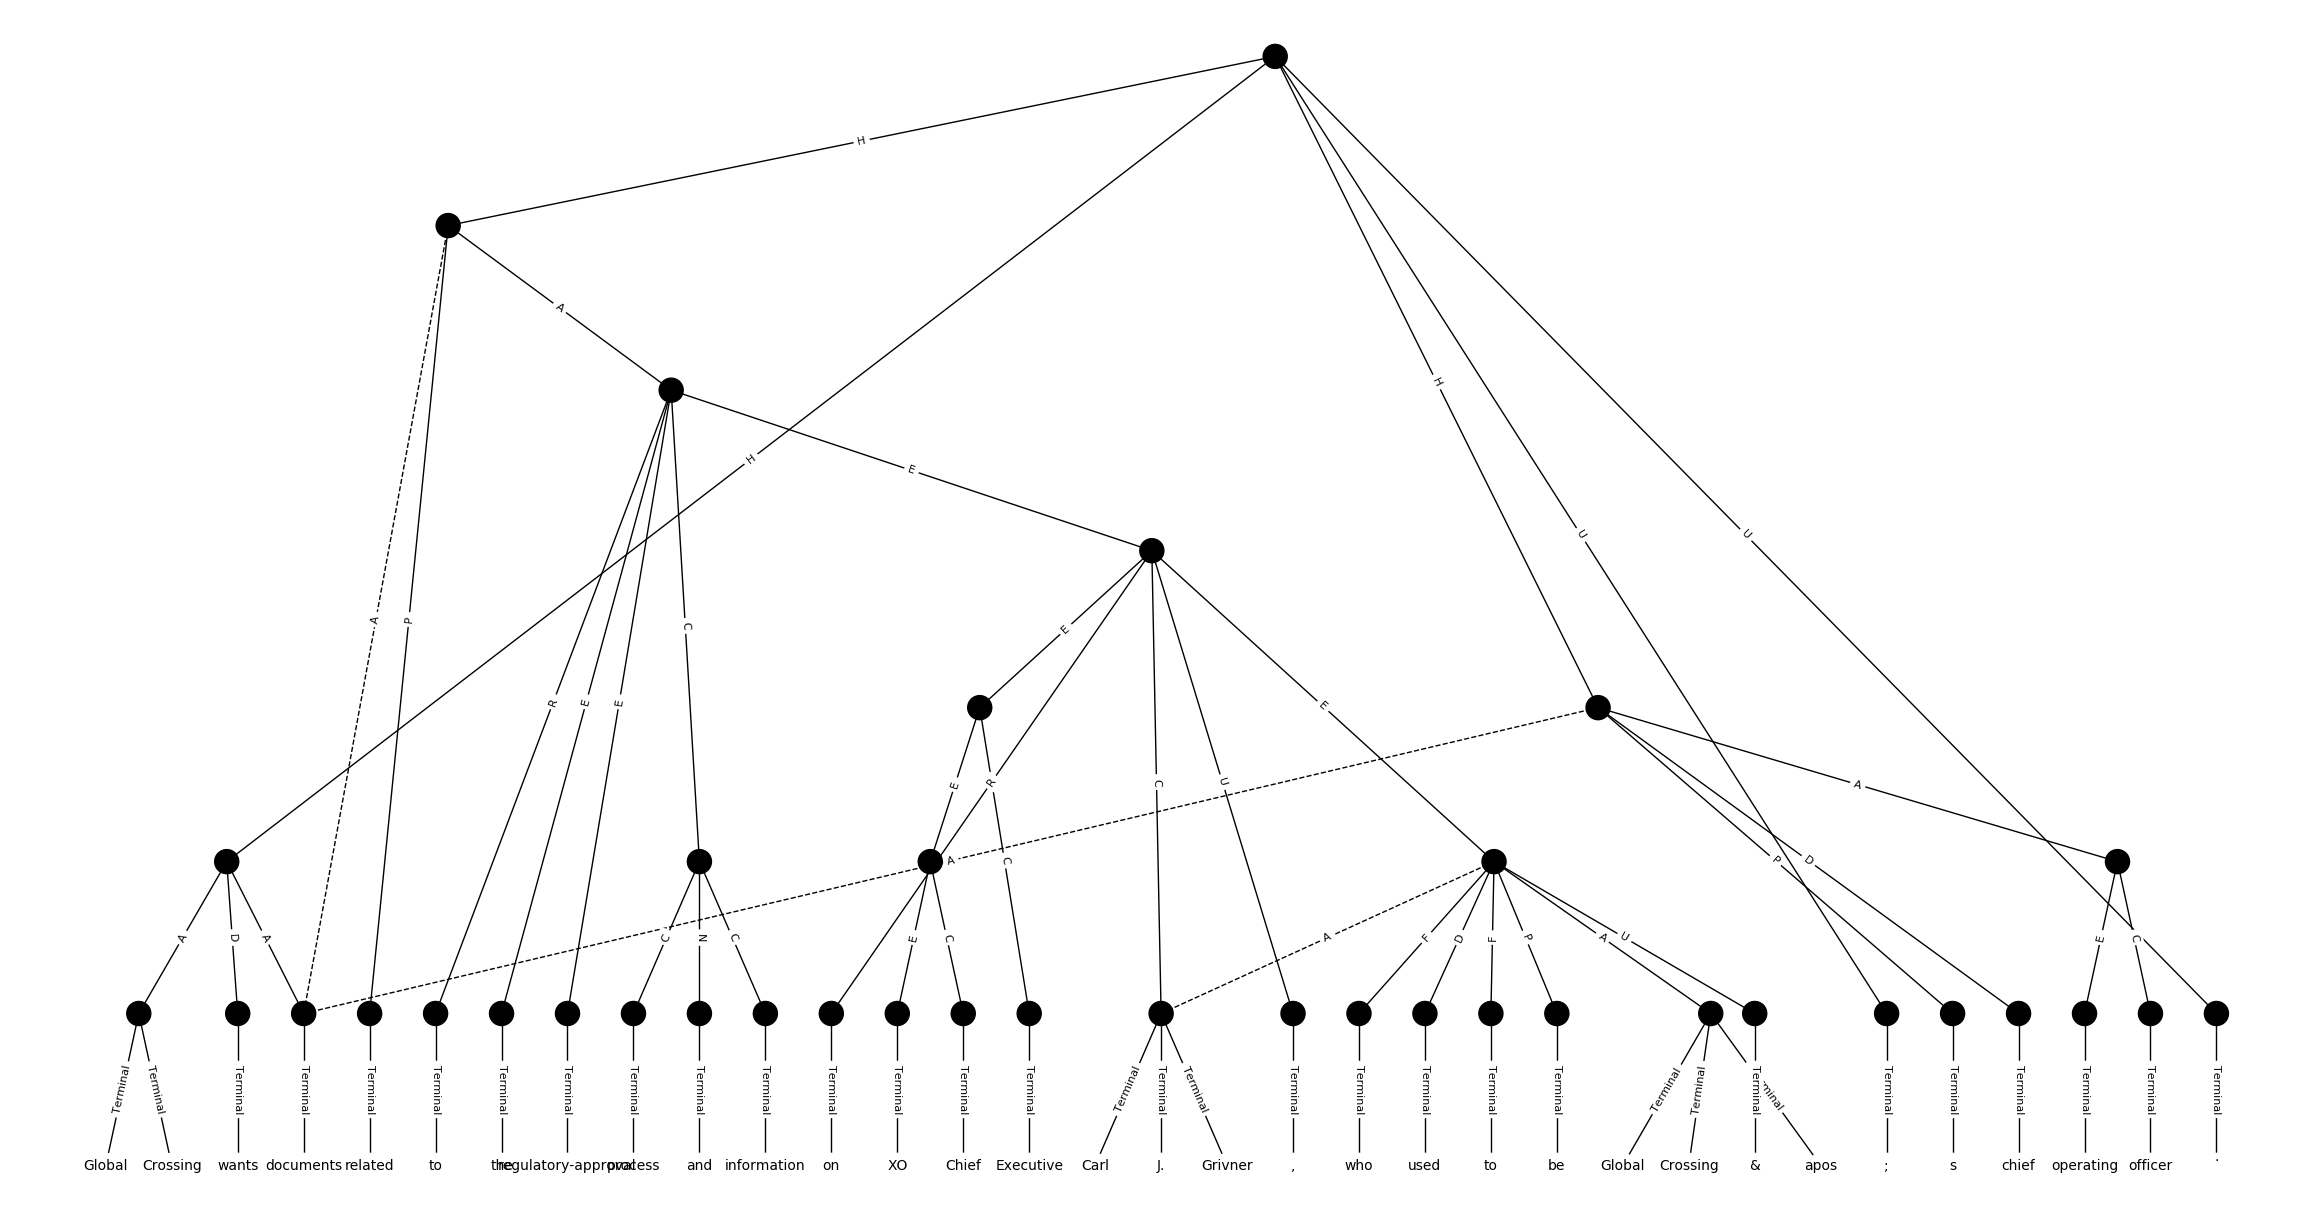 H
A
H
H
U
U
E
A
P
R
E
E
C
E
E
E
R
C
U
A
C
A
P
D
A
D
A
C
N
C
E
C
A
F
D
F
P
A
U
E
C
Terminal Terminal Terminal Terminal Terminal Terminal Terminal Terminal Terminal Terminal Terminal Terminal Terminal Terminal Terminal Terminal Terminal Terminal Terminal Terminal Terminal Terminal Terminal Terminal Terminal Terminal Terminal Terminal Terminal Terminal Terminal Terminal Terminal
Global Crossing wants documents related to the regulatory-approval process and information on XO Chief Executive Carl J. Grivner , who used to be Global Crossing & apos ; s chief operating officer .